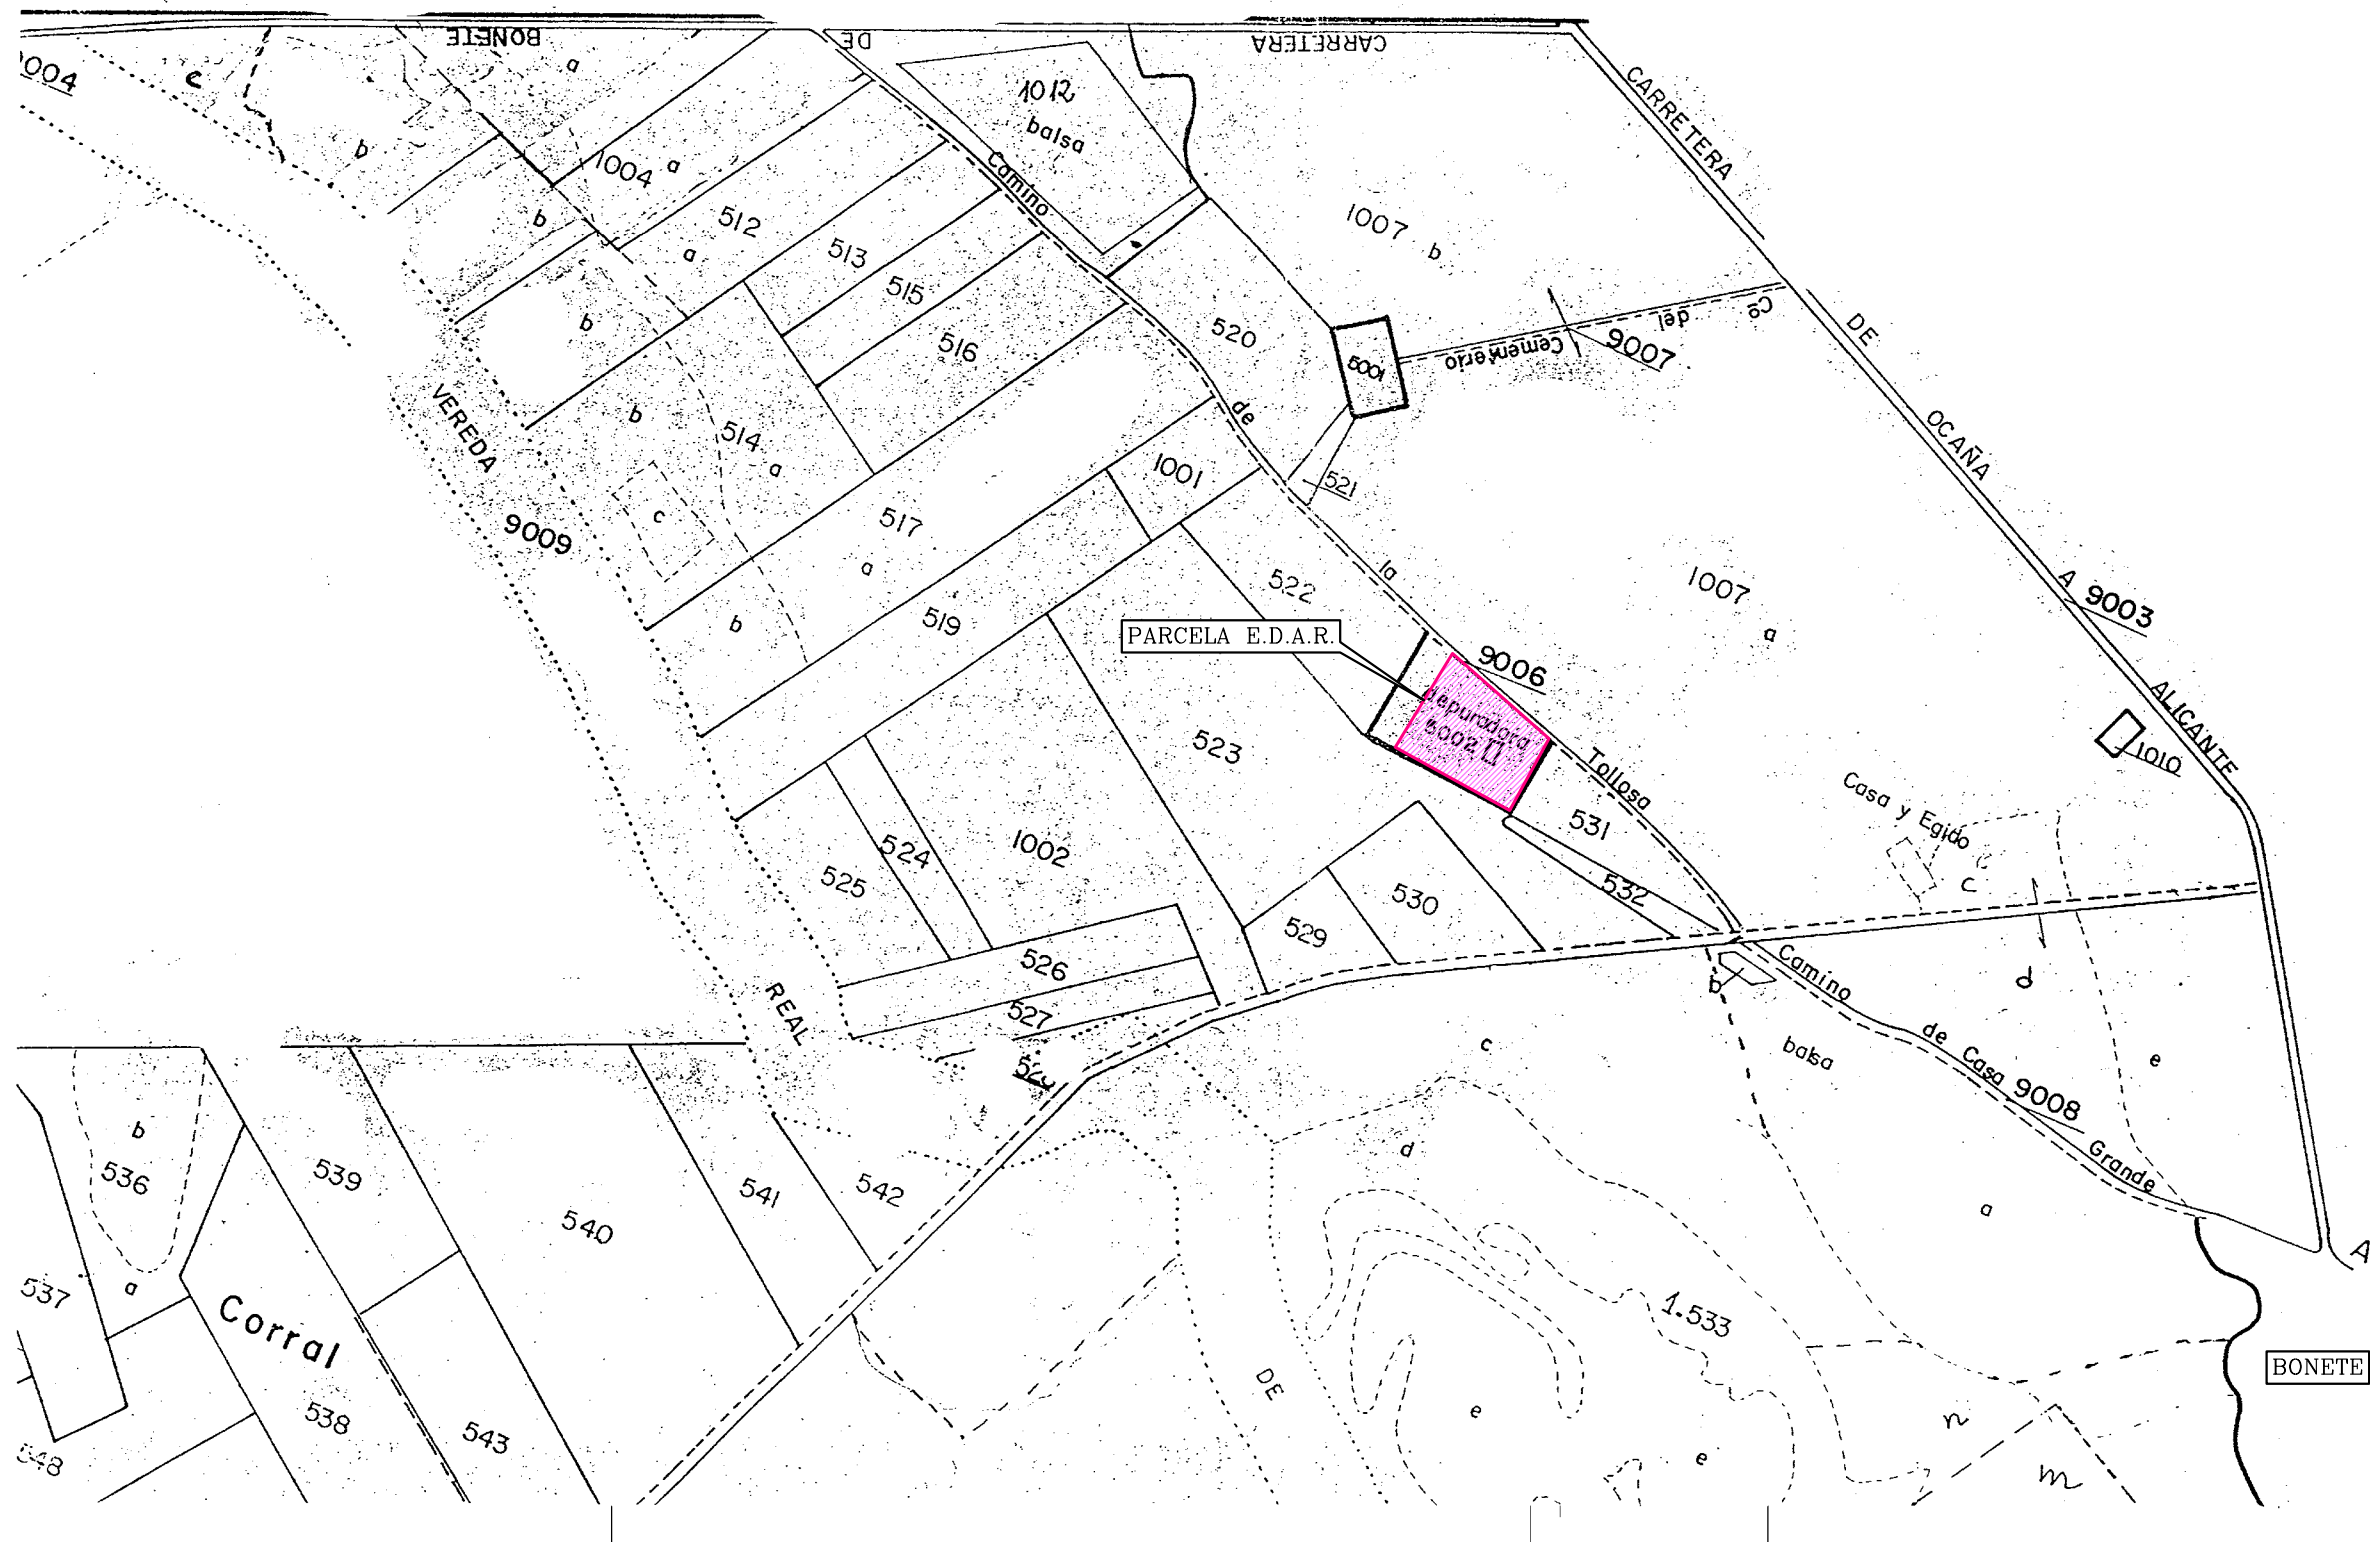 BONETE
DE
CARRETERA
c
a
1012
balsa
CARRETERA
b
1004
a
Camino
b
512
a
513
1007
b
515
b
516
520
DE
Cº
del
Cementerio
9007
5001
VEREDA
b
514
a
de
OCAÑA
1001
521
c
517
9009
a
la
522
1007
a
A
9003
b
519
PARCELA E.D.A.R.
9006
depuradora
5002
523
Tollosa
ALICANTE
1010
Casa y Egido
c
531
524
1002
525
532
530
529
c
526
527
REAL
Camino
b
d
balsa
de Casa
9008
Grande
c
e
b
536
539
541
542
540
d
a
537
a
Corral
A
1.533
DE
BONETE
538
543
548
e
e
n
m